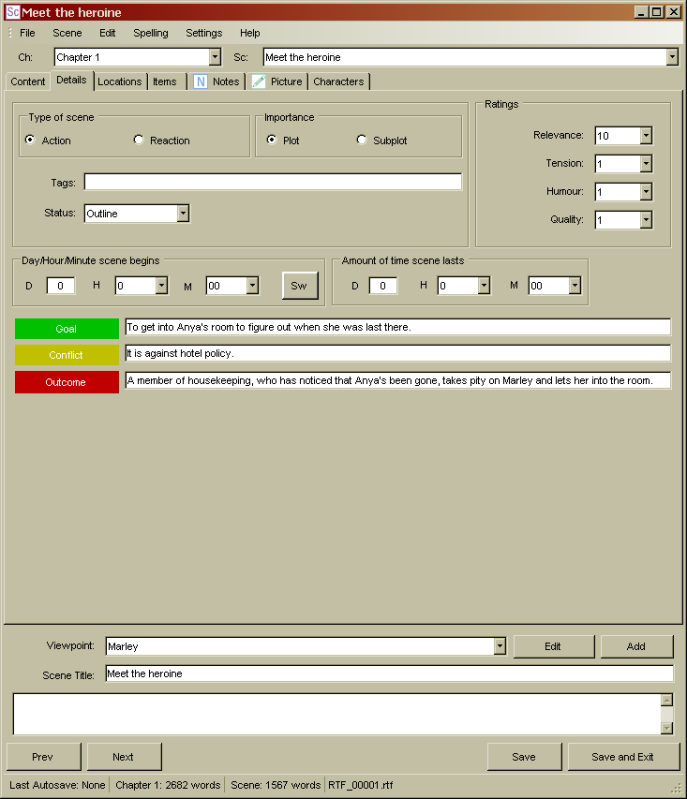 Sc Meet the heroine
File Scene Edit Spelling Settings Help
Ch: Chapter 1 Sc: Meet the heroine
Content Details Locations Items N Notes Picture Characters
Type of scene Importance Ratings
Action Reaction Plot Subplot
Relevance: 10
Tension: 1
Tags:
Humour: 1
Status: Outline
Quality: 1
Day/Hour/Minute scene begins Amount of time scene lasts
D 0 H 0 M 00 Sw D 0 H 0 M 00
Goal To get into Anya's room to figure out when she was last there.
Conflict It is against hotel policy.
Outcome A member of housekeeping, who has noticed that Anya's been gone, takes pity on Marley and lets her into the room.
Viewpoint: Marley Edit Add
Scene Title: Meet the heroine
Prev Next Save Save and Exit
Last Autosave: None Chapter 1: 2682 words Scene: 1567 words RTF_00001.rtf